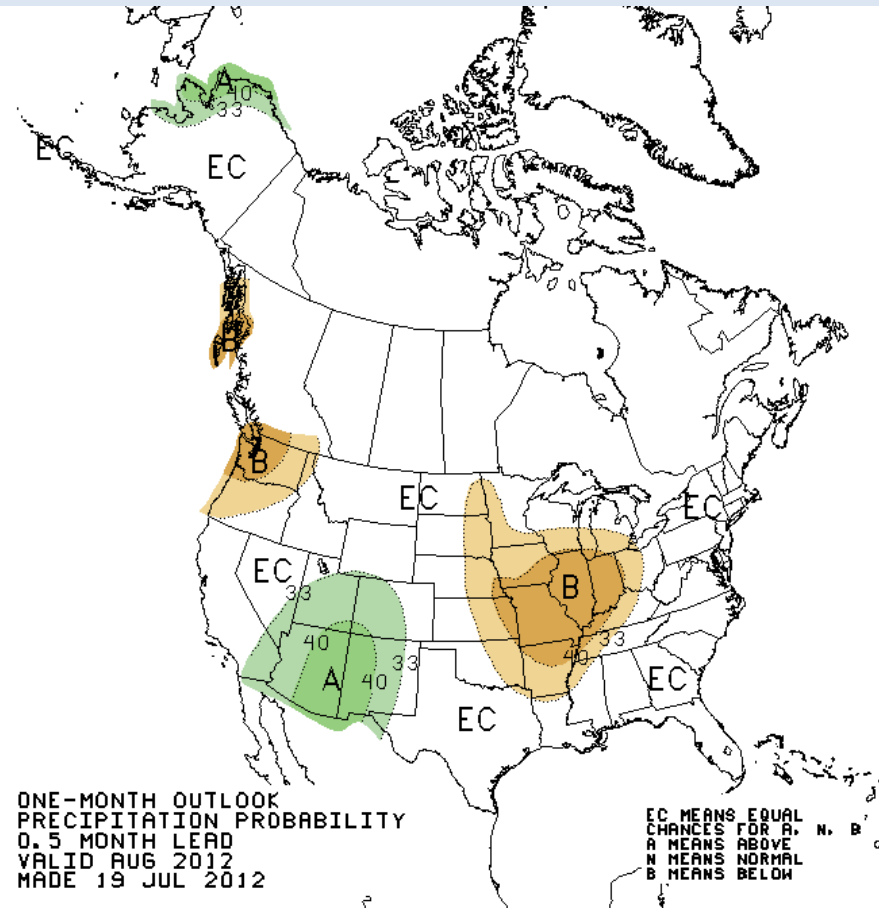 A
40
33
EC
EC
B
B
EC
EC
EC
33
B
40
33
A
40
33
40
EC
EC
ONE-MONTH OUTLOOK
PRECIPITATION PROBABILITY
0.5 MONTH LEAD
VALID AUG 2012
MADE 19 JUL 2012
EC MEANS EQUAL
CHANCES FOR A, N, B
A MEANS ABOVE
N MEANS NORMAL
B MEANS BELOW